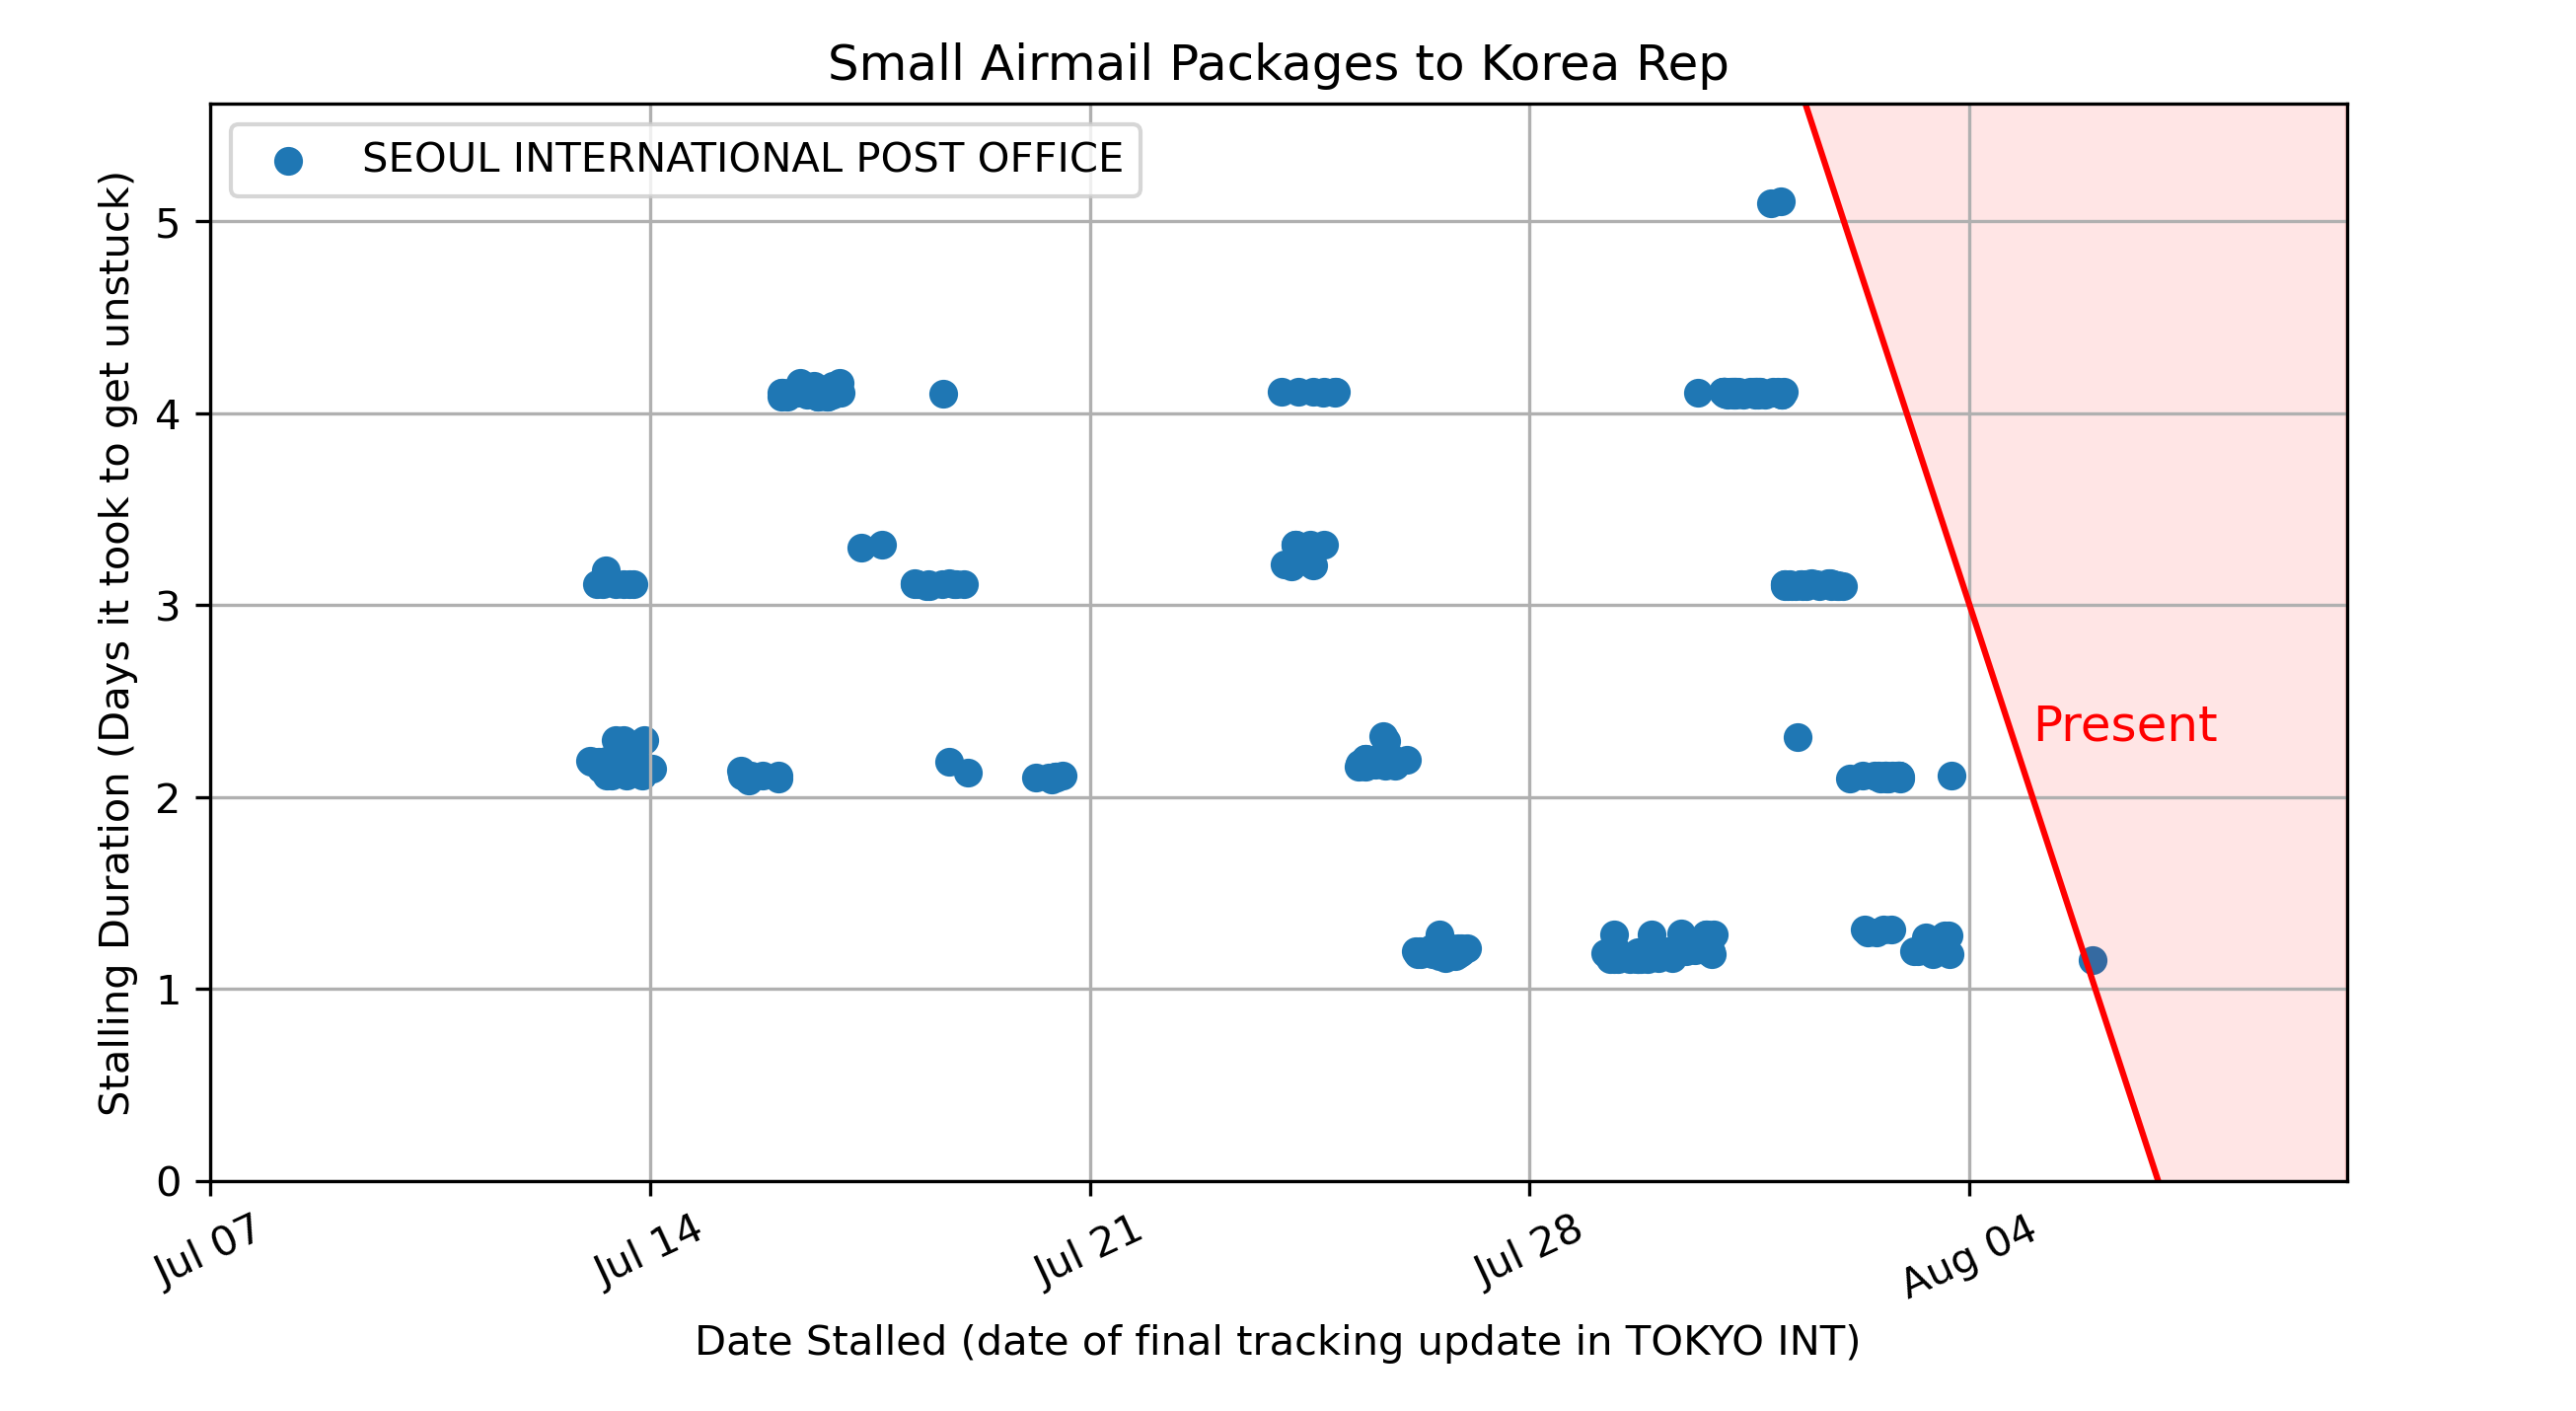 Small Airmail Packages to Korea Rep
SEOUL INTERNATIONAL POST OFFICE
Stalling Duration (Days it took to get unstuck)
5
4
3
2
1
0
Present
Jul 07
Jul 14
Jul 21
Jul 28
Aug 04
Date Stalled (date of final tracking update in TOKYO INT)